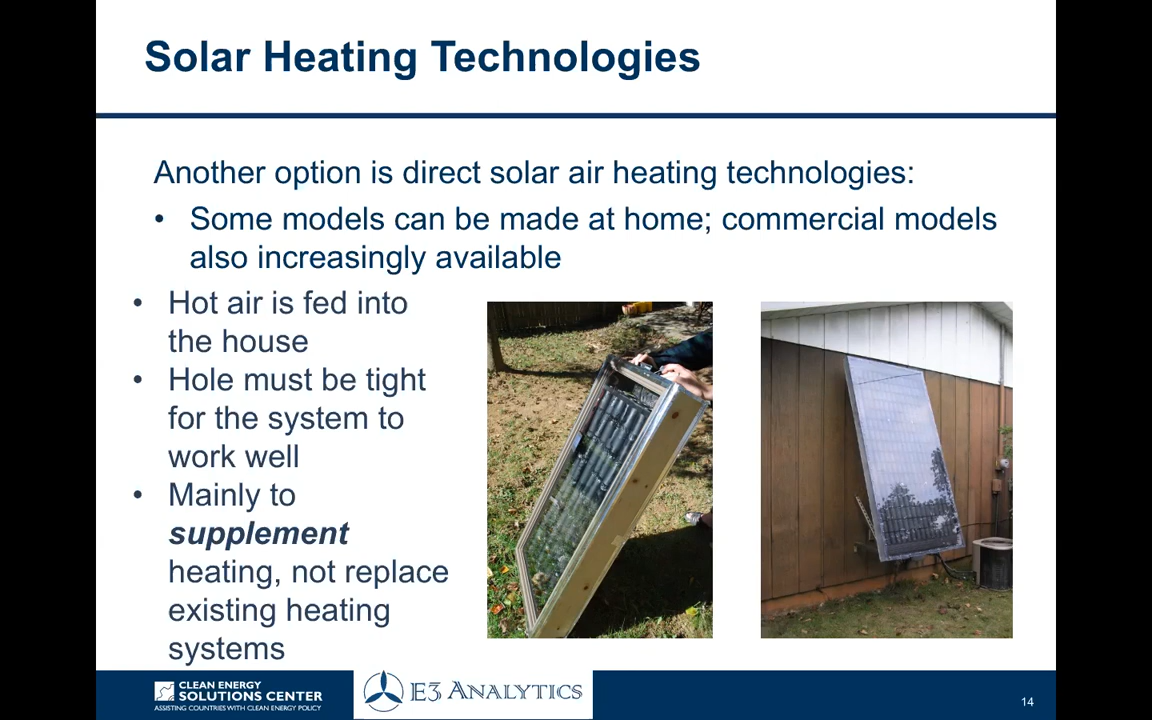 Solar Heating Technologies
Another option is direct solar air heating technologies:
• Some models can be made at home; commercial models
also increasingly available
• Hot air is fed into
the house
• Hole must be tight
for the system to
work well
• Mainly to
supplement
heating, not replace
existing heating
systems
CLEAN ENERGY
SOLUTIONS CENTER
ASSISTING COUNTRIES WITH CLEAN ENERGY POLICY
E3 ANALYTICS
14